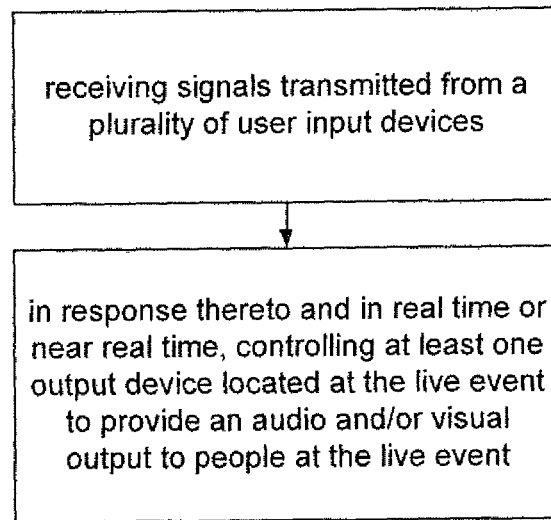 receiving signals transmitted from a
plurality of user input devices
in response thereto and in real time or
near real time, controlling at least one
output device located at the live event
to provide an audio and/or visual
output to people at the live event